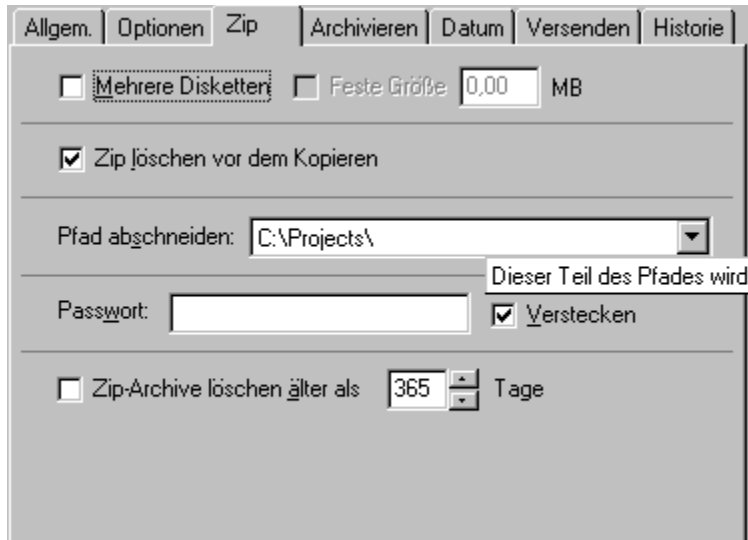 Allgem. Optionen Zip Archivieren Datum Versenden Historie
Mehrere Disketten Feste Größe 0,00 MB
Zip löschen vor dem Kopieren
Pfad abschneiden: C:\Projects\
Dieser Teil des Pfades wird
Passwort: Verstecken
Zip-Archive löschen älter als 365 Tage